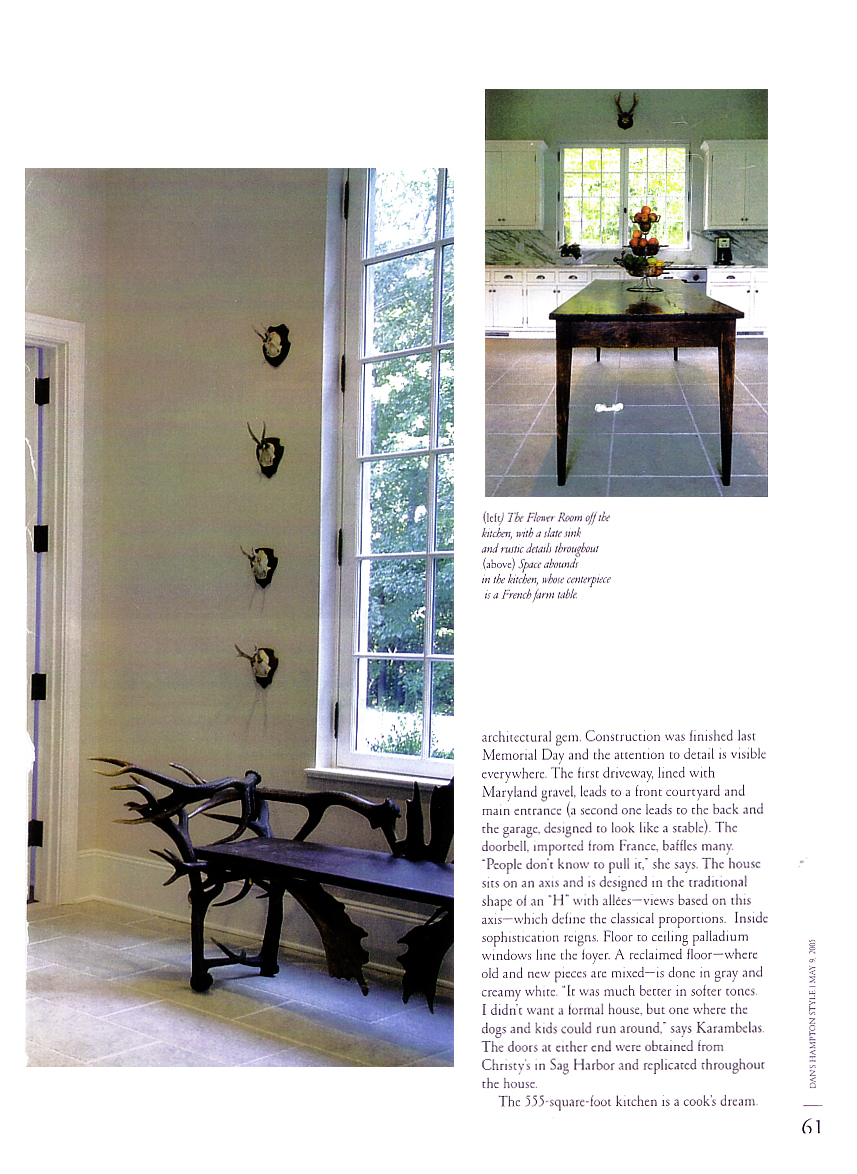 (left) The Flower Room off the
kitchen, with a slate sink
and rustic details throughout
(above) Space abounds
in the kitchen, whose centerpiece
is a French farm table.
architectural gem. Construction was finished last
Memorial Day and the attention to detail is visible
everywhere. The first driveway, lined with
Maryland gravel, leads to a front courtyard and
main entrance (a second one leads to the back and
the garage, designed to look like a stable). The
doorbell, imported from France, baffles many.
"People don't know to pull it," she says. The house
sits on an axis and is designed in the traditional
shape of an "H" with allées—views based on this
axis—which define the classical proportions. Inside
sophistication reigns. Floor to ceiling palladium
windows line the foyer. A reclaimed floor—where
old and new pieces are mixed—is done in gray and
creamy white. "It was much better in softer tones.
I didn't want a formal house, but one where the
dogs and kids could run around," says Karambelas.
The doors at either end were obtained from
Christy's in Sag Harbor and replicated throughout
the house.
The 555-square-foot kitchen is a cook's dream.
DAN'S HAMPTON STYLE | MAY 9, 2005
61